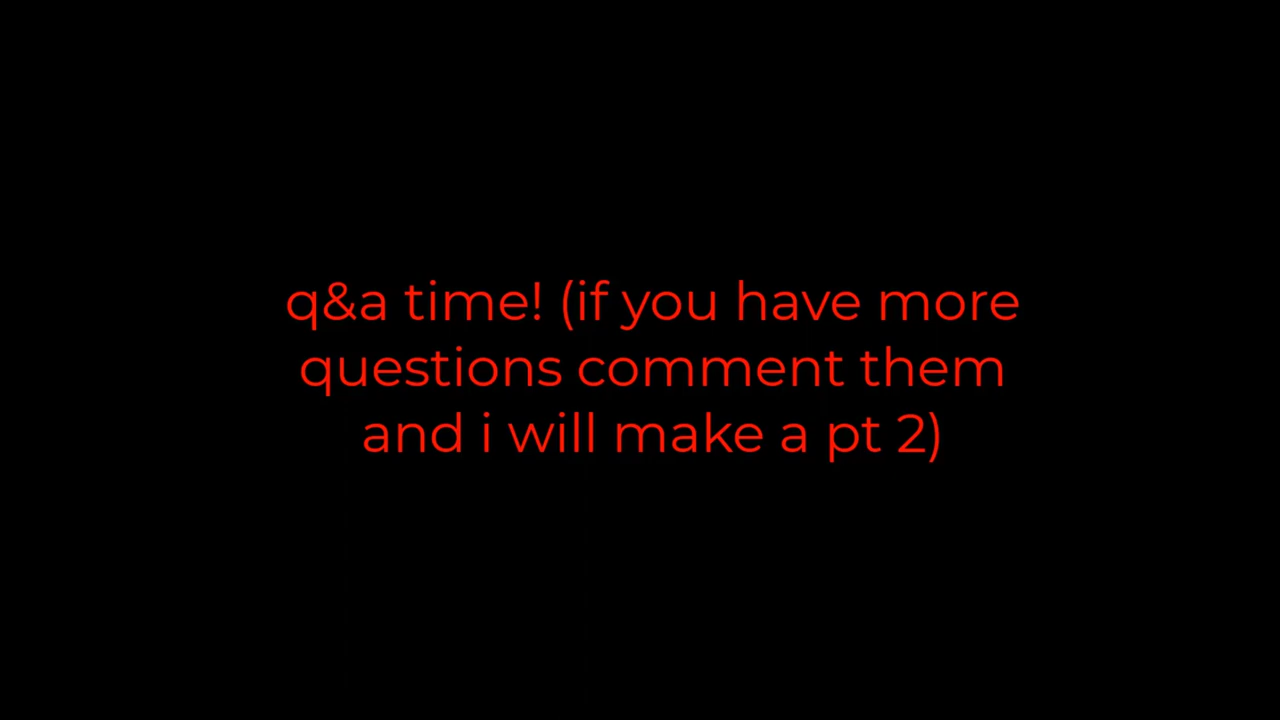 q&a time! (if you have more
questions comment them
and i will make a pt 2)